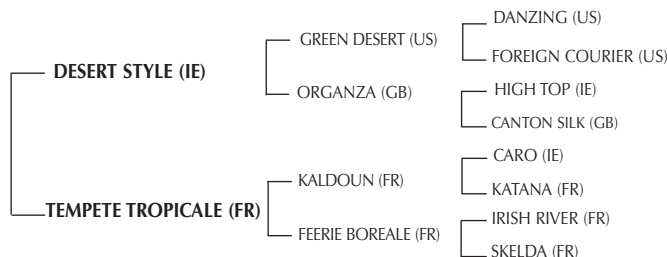 DANZING (US)
GREEN DESERT (US)
FOREIGN COURIER (US)
DESERT STYLE (IE)
HIGH TOP (IE)
ORGANZA (GB)
CANTON SILK (GB)
CARO (IE)
KALDOUN (FR)
KATANA (FR)
TEMPETE TROPICALE (FR)
IRISH RIVER (FR)
FEERIE BOREALE (FR)
SKELDA (FR)